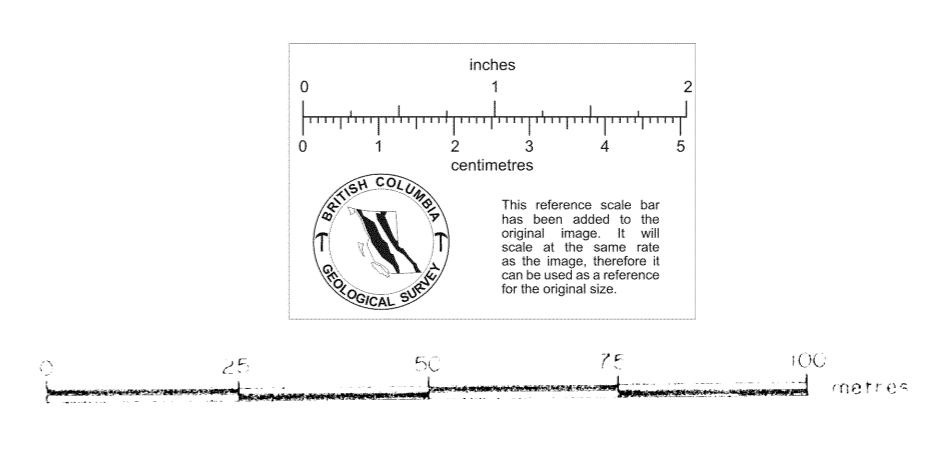 inches
0 1 2
0 1 2 3 4 5
centimetres
BRITISH COLUMBIA
GEOLOGICAL SURVEY
This reference scale bar
has been added to the
original image. It will
scale at the same rate
as the image, therefore it
can be used as a reference
for the original size.
0 25 50 75 100
metres